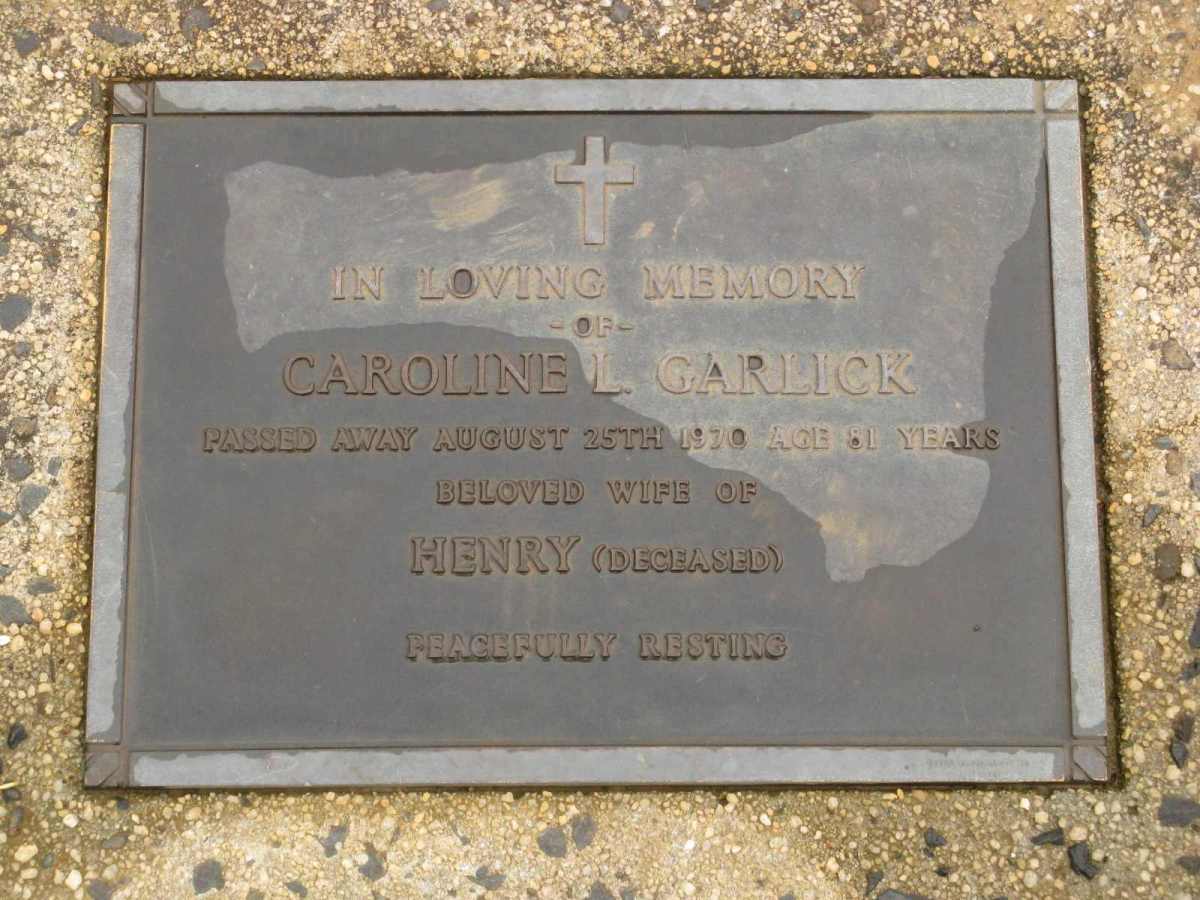 IN LOVING MEMORY
-OF-
CAROLINE L. GARLICK
PASSED AWAY AUGUST 25TH 1970 AGE 81 YEARS
BELOVED WIFE OF
HENRY (DECEASED)
PEACEFULLY RESTING